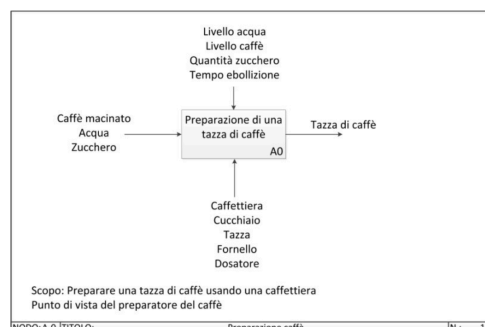 Livello acqua
Livello caffè
Quantità zucchero
Tempo ebollizione
Caffè macinato
Acqua
Zucchero
Preparazione di una
tazza di caffè
A0
Tazza di caffè
Caffettiera
Cucchiaio
Tazza
Fornello
Dosatore
Scopo: Preparare una tazza di caffè usando una caffettiera
Punto di vista del preparatore del caffè
NODO: A-0 TITOLO: Preparazione caffè N.: 1